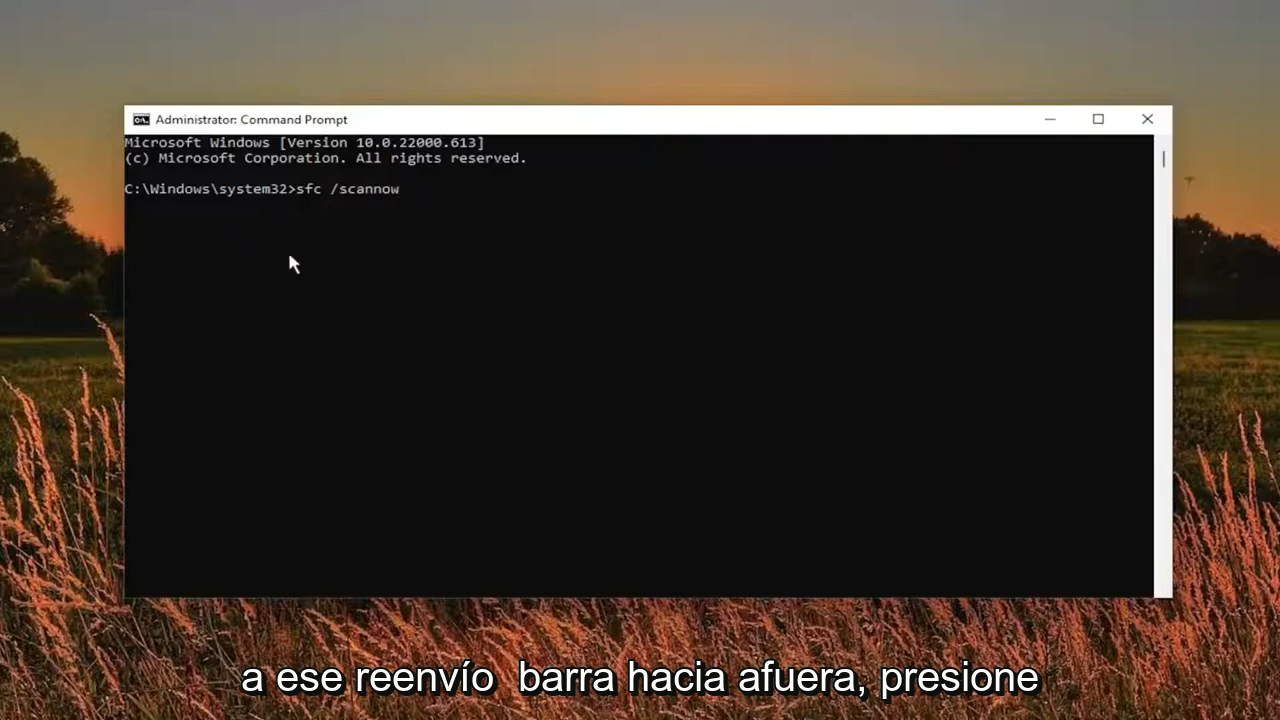 Administrator: Command Prompt
Microsoft Windows [Version 10.0.22000.613]
(c) Microsoft Corporation. All rights reserved.
C:\Windows\system32>sfc /scannow
a ese reenvío  barra hacia afuera, presione